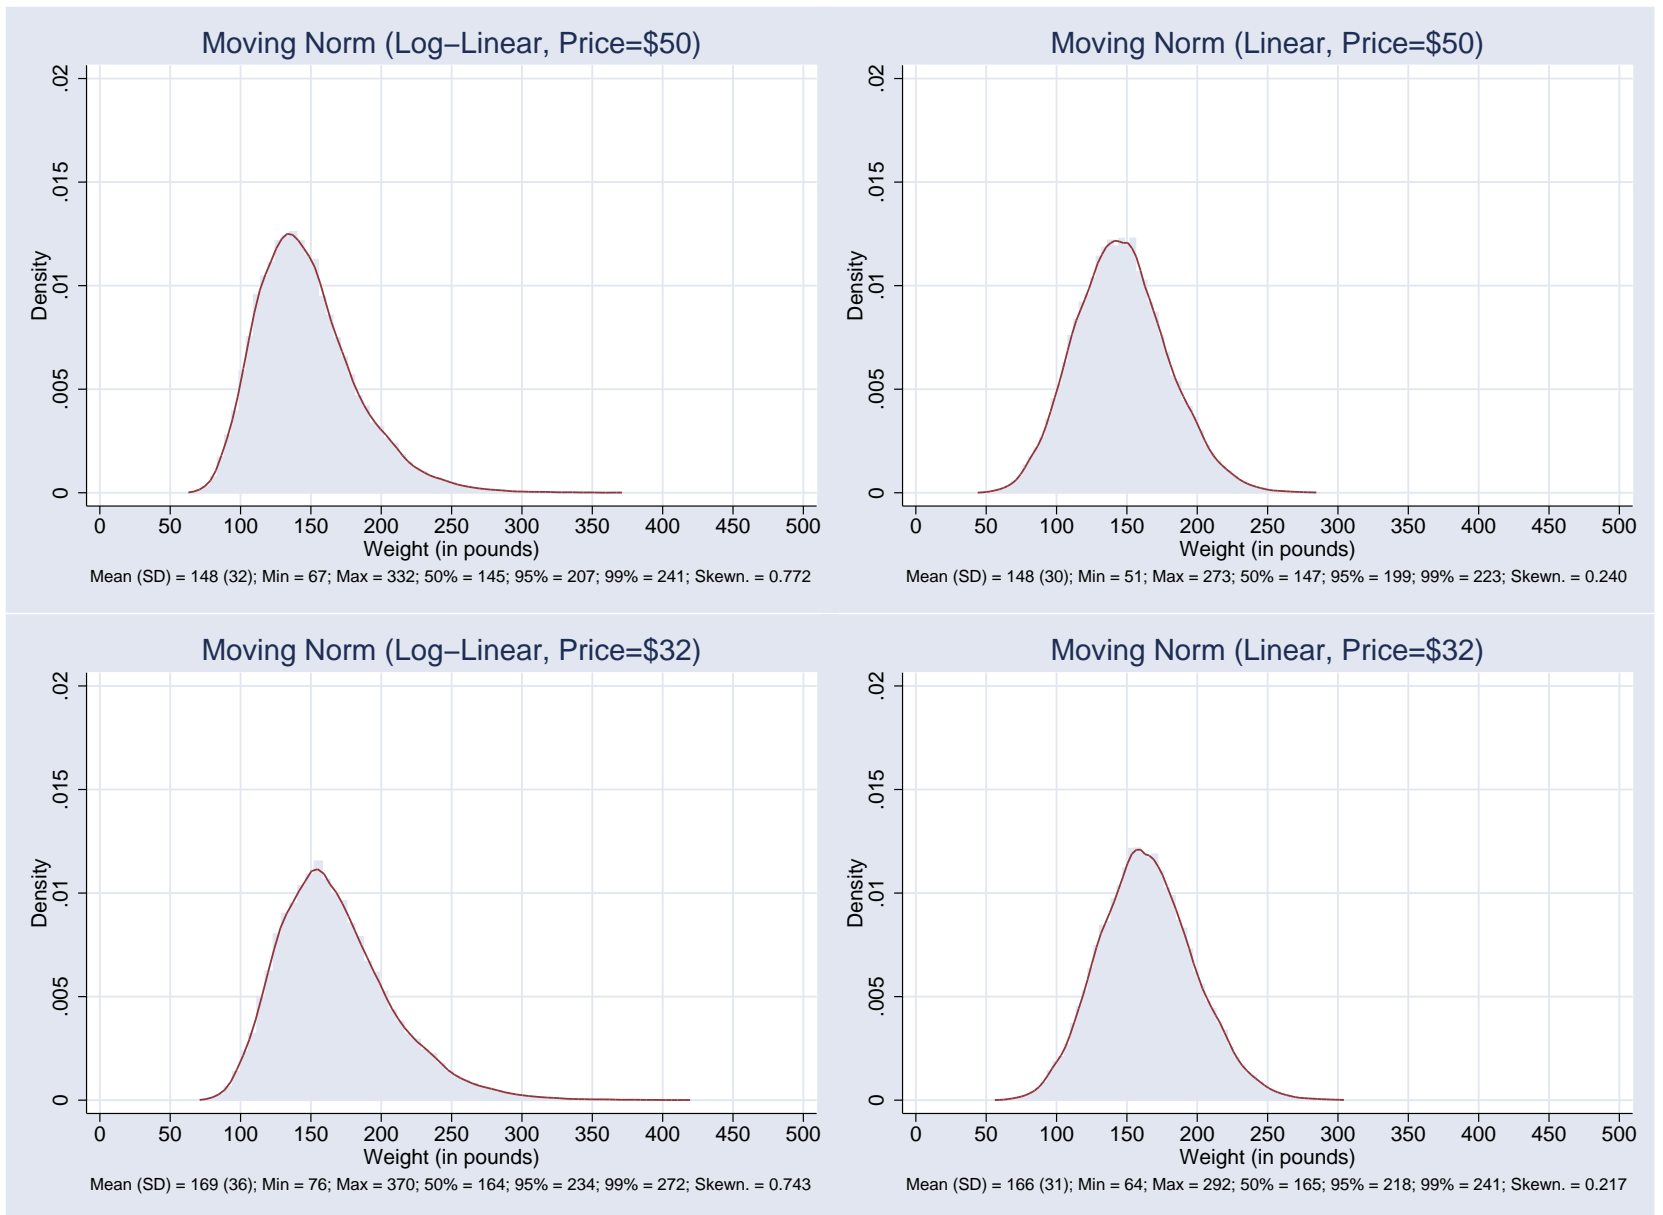 Moving Norm (Log−Linear, Price=$50)
.02
.015
.01
.005
0
Density
0 50 100 150 200 250 300 350 400 450 500
Weight (in pounds)
Mean (SD) = 148 (32); Min = 67; Max = 332; 50% = 145; 95% = 207; 99% = 241; Skewn. = 0.772
Moving Norm (Linear, Price=$50)
.02
.015
.01
.005
0
Density
0 50 100 150 200 250 300 350 400 450 500
Weight (in pounds)
Mean (SD) = 148 (30); Min = 51; Max = 273; 50% = 147; 95% = 199; 99% = 223; Skewn. = 0.240
Moving Norm (Log−Linear, Price=$32)
.02
.015
.01
.005
0
Density
0 50 100 150 200 250 300 350 400 450 500
Weight (in pounds)
Mean (SD) = 169 (36); Min = 76; Max = 370; 50% = 164; 95% = 234; 99% = 272; Skewn. = 0.743
Moving Norm (Linear, Price=$32)
.02
.015
.01
.005
0
Density
0 50 100 150 200 250 300 350 400 450 500
Weight (in pounds)
Mean (SD) = 166 (31); Min = 64; Max = 292; 50% = 165; 95% = 218; 99% = 241; Skewn. = 0.217